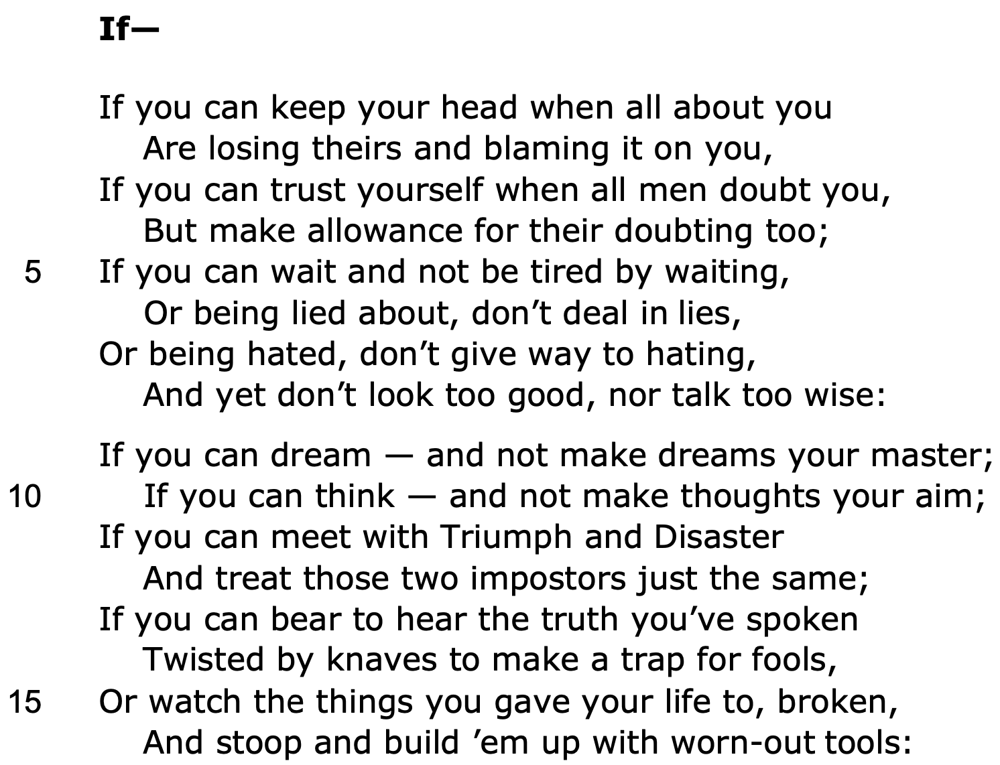 If—
If you can keep your head when all about you
Are losing theirs and blaming it on you,
If you can trust yourself when all men doubt you,
But make allowance for their doubting too;
5 If you can wait and not be tired by waiting,
Or being lied about, don’t deal in lies,
Or being hated, don’t give way to hating,
And yet don’t look too good, nor talk too wise:
If you can dream — and not make dreams your master;
10 If you can think — and not make thoughts your aim;
If you can meet with Triumph and Disaster
And treat those two impostors just the same;
If you can bear to hear the truth you’ve spoken
Twisted by knaves to make a trap for fools,
15 Or watch the things you gave your life to, broken,
And stoop and build ’em up with worn-out tools: